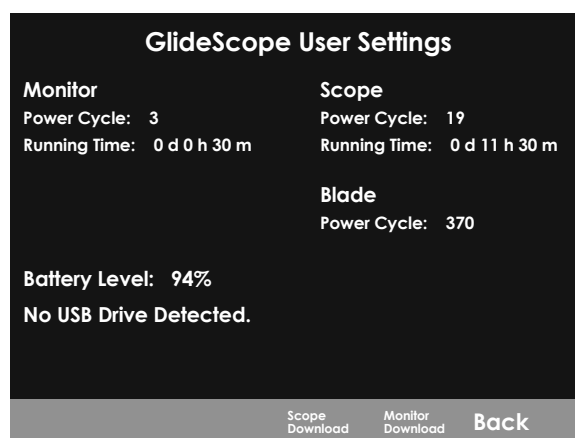 GlideScope User Settings
Monitor
Power Cycle: 3
Running Time: 0 d 0 h 30 m
Scope
Power Cycle: 19
Running Time: 0 d 11 h 30 m
Blade
Power Cycle: 370
Battery Level: 94%
No USB Drive Detected.
Scope
Download
Monitor
Download
Back